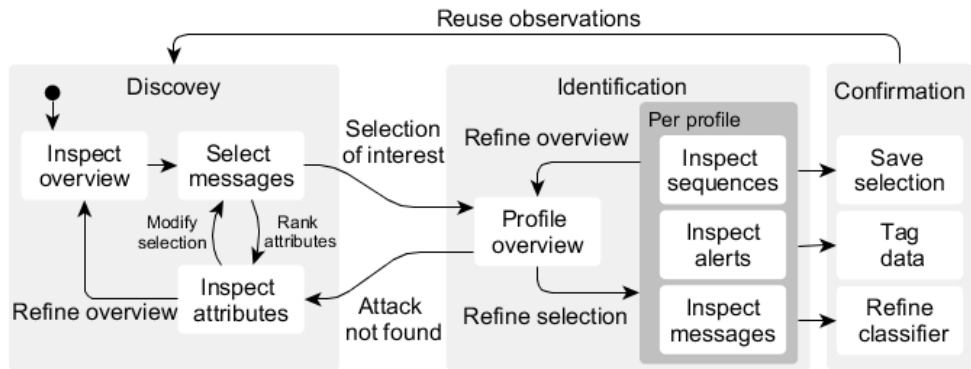 Reuse observations
Discovey
Identification
Confirmation
Inspect
overview
Select
messages
Modify
selection
Rank
attributes
Inspect
attributes
Refine overview
Selection
of interest
Attack
not found
Profile
overview
Refine overview
Refine selection
Per profile
Inspect
sequences
Inspect
alerts
Inspect
messages
Save
selection
Tag
data
Refine
classifier